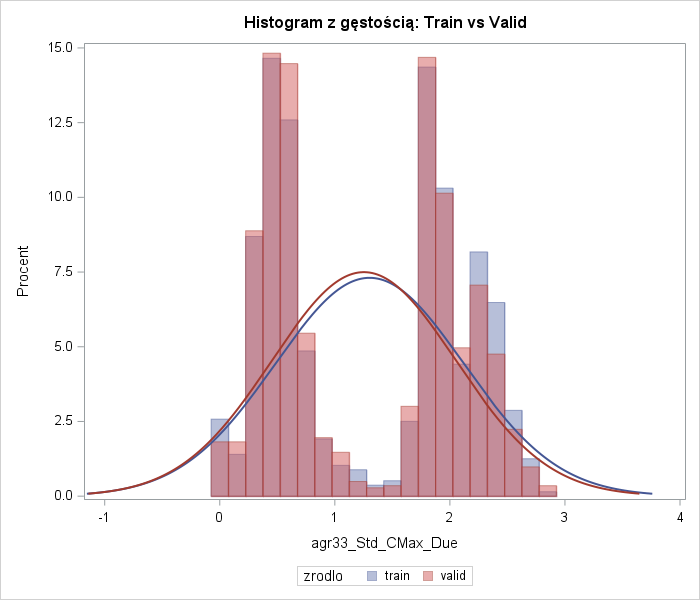 Histogram z gęstością: Train vs Valid
15.0
12.5
10.0
7.5
5.0
2.5
0.0
Procent
-1 0 1 2 3 4
agr33_Std_CMax_Due
zrodlo train valid